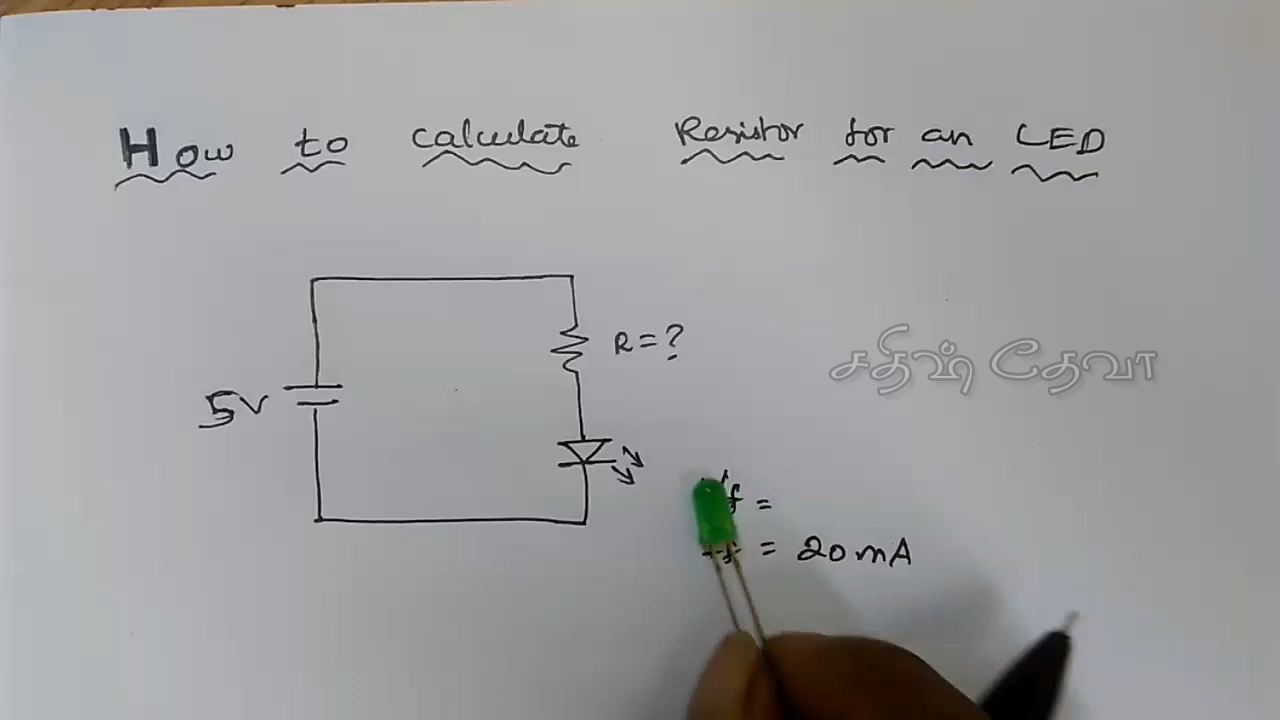 How to calculate Resistor for an LED
R=?
சதிஷ் தேவா
5V
f =
= 20mA